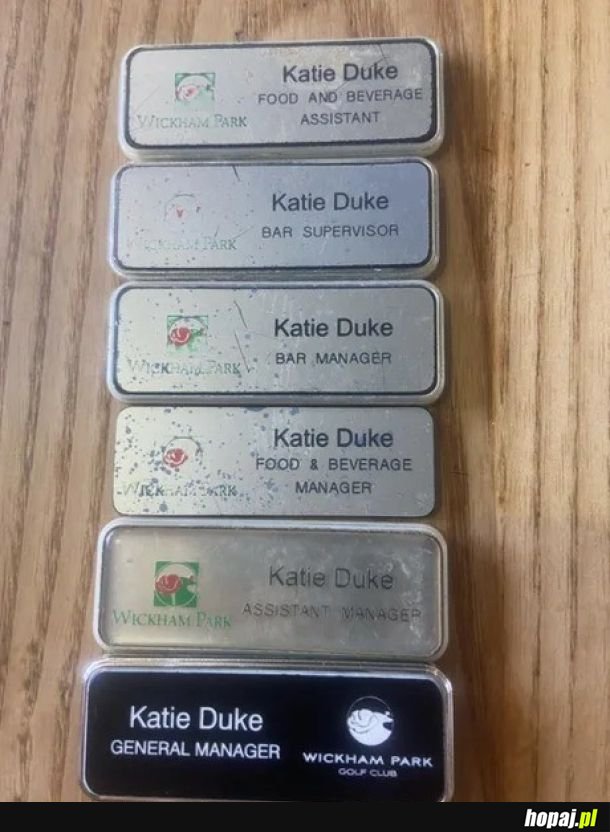 Katie Duke
FOOD AND BEVERAGE
ASSISTANT
WICKHAM PARK
Katie Duke
BAR SUPERVISOR
WICKHAM PARK
Katie Duke
BAR MANAGER
WICKHAM PARK
Katie Duke
FOOD & BEVERAGE
MANAGER
WICKHAM PARK
Katie Duke
ASSISTANT MANAGER
WICKHAM PARK
Katie Duke
GENERAL MANAGER
WICKHAM PARK
GOLF CLUB
hopaj.pl